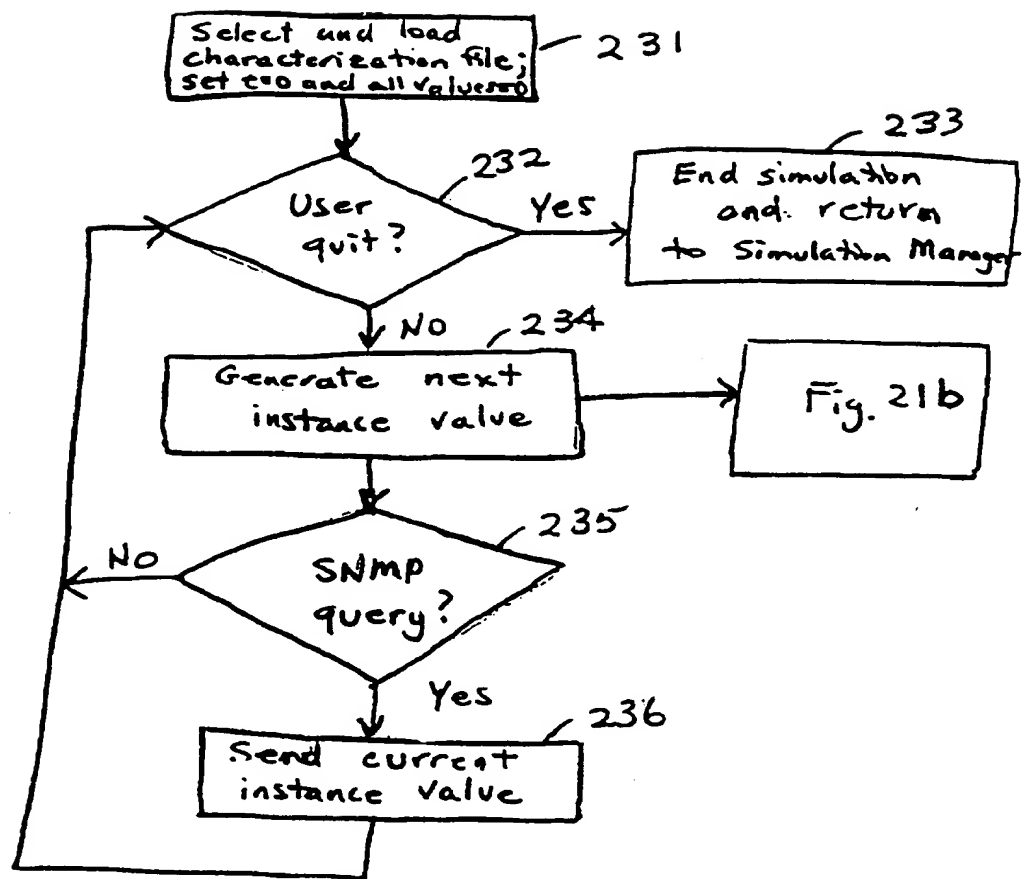 Select and load
characterization file;
set t=0 and all values=0
231
232
User
quit?
Yes
233
End simulation
and return
to Simulation Manager
No
234
Generate next
instance value
Fig. 21b
235
No
SNMP
query?
Yes
236
Send current
instance value